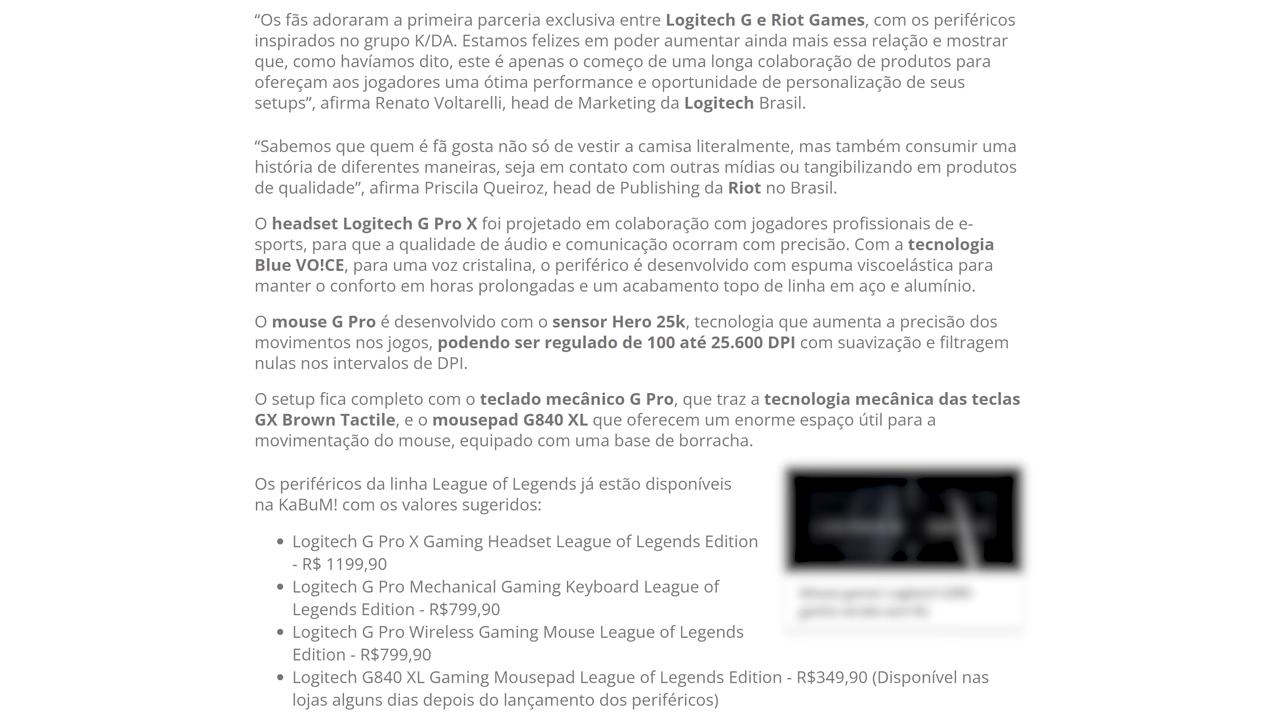 “Os fãs adoraram a primeira parceria exclusiva entre Logitech G e Riot Games, com os periféricos
inspirados no grupo K/DA. Estamos felizes em poder aumentar ainda mais essa relação e mostrar
que, como havíamos dito, este é apenas o começo de uma longa colaboração de produtos para
ofereçam aos jogadores uma ótima performance e oportunidade de personalização de seus
setups”, afirma Renato Voltarelli, head de Marketing da Logitech Brasil.
“Sabemos que quem é fã gosta não só de vestir a camisa literalmente, mas também consumir uma
história de diferentes maneiras, seja em contato com outras mídias ou tangibilizando em produtos
de qualidade”, afirma Priscila Queiroz, head de Publishing da Riot no Brasil.
O headset Logitech G Pro X foi projetado em colaboração com jogadores profissionais de e-
sports, para que a qualidade de áudio e comunicação ocorram com precisão. Com a tecnologia
Blue VO!CE, para uma voz cristalina, o periférico é desenvolvido com espuma viscoelástica para
manter o conforto em horas prolongadas e um acabamento topo de linha em aço e alumínio.
O mouse G Pro é desenvolvido com o sensor Hero 25k, tecnologia que aumenta a precisão dos
movimentos nos jogos, podendo ser regulado de 100 até 25.600 DPI com suavização e filtragem
nulas nos intervalos de DPI.
O setup fica completo com o teclado mecânico G Pro, que traz a tecnologia mecânica das teclas
GX Brown Tactile, e o mousepad G840 XL que oferecem um enorme espaço útil para a
movimentação do mouse, equipado com uma base de borracha.
Os periféricos da linha League of Legends já estão disponíveis
na KaBuM! com os valores sugeridos:
• Logitech G Pro X Gaming Headset League of Legends Edition
- R$ 1199,90
• Logitech G Pro Mechanical Gaming Keyboard League of
Legends Edition - R$799,90
• Logitech G Pro Wireless Gaming Mouse League of Legends
Edition - R$799,90
• Logitech G840 XL Gaming Mousepad League of Legends Edition - R$349,90 (Disponível nas
lojas alguns dias depois do lançamento dos periféricos)